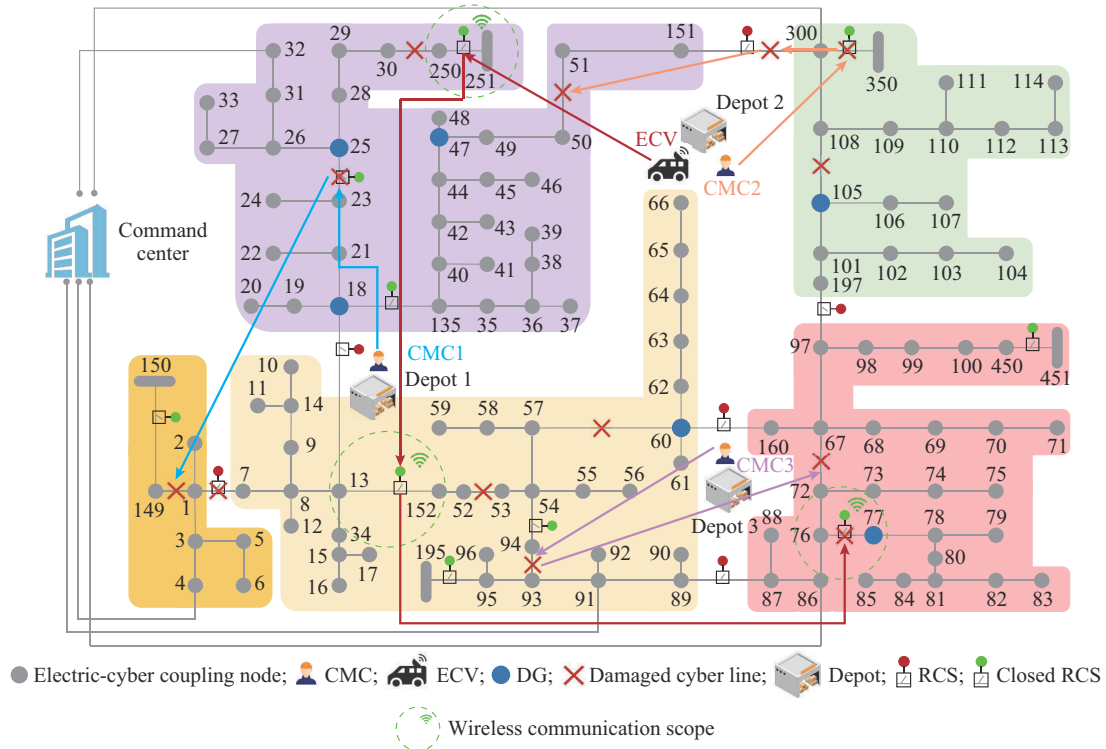 29 151 300
32 51
30 250 251 350 111 114
31 28 48 Depot 2
33
ECV
27 26 25 47 49 50 108 109 110 112 113
CMC2
44 45 46 105
24 23 66
106 107
42 43 39
Command
center
22 21 65
40 41 38 101 102 103 104
197
20 19 18 64
135 35 36 37
63 97
CMC1
150 10 Depot 1 98 99 100 450 451
62
11 14 59 58 57
2 9 60 160 67 68 69 70 71
CMC3
13 55 56 61 73 74 75
7 72
149 1 8 152 52 53 54 Depot 3 88 77 78 79
12 34 94 76
3 5 15 195 96 92 90 80
17
4 6 16 95 93 91 89 87 86 85 84 81 82 83
Electric-cyber coupling node; CMC; ECV; DG; Damaged cyber line; Depot; RCS; Closed RCS
Wireless communication scope